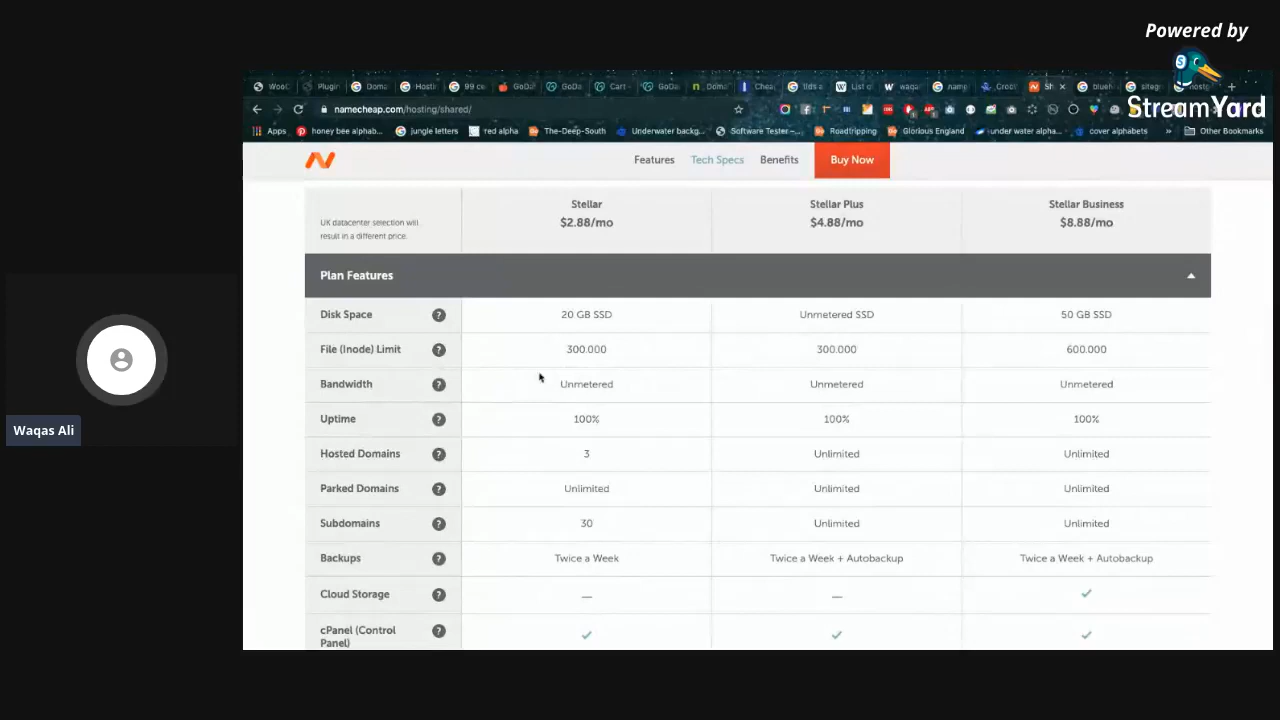 Powered by
StreamYard
Waqas Ali
Plugin
GoDa
Cart -
waqa
namecheap.com/hosting/shared/
Apps
honey bee alphab...
jungle letters
red alpha
The-Deep-South
Underwater backg...
Software Tester –...
Roadtripping
Glorious England
under water alpha...
cover alphabets
»
Other Bookmarks
Features
Tech Specs
Benefits
Buy Now
UK datacenter selection will
result in a different price.
Stellar
$2.88/mo
Stellar Plus
$4.88/mo
Stellar Business
$8.88/mo
Plan Features
Disk Space ? 20 GB SSD Unmetered SSD 50 GB SSD
File (Inode) Limit ? 300.000 300.000 600.000
Bandwidth ? Unmetered Unmetered Unmetered
Uptime ? 100% 100% 100%
Hosted Domains ? 3 Unlimited Unlimited
Parked Domains ? Unlimited Unlimited Unlimited
Subdomains ? 30 Unlimited Unlimited
Backups ? Twice a Week Twice a Week + Autobackup Twice a Week + Autobackup
Cloud Storage ? — —
cPanel (Control
Panel) ?